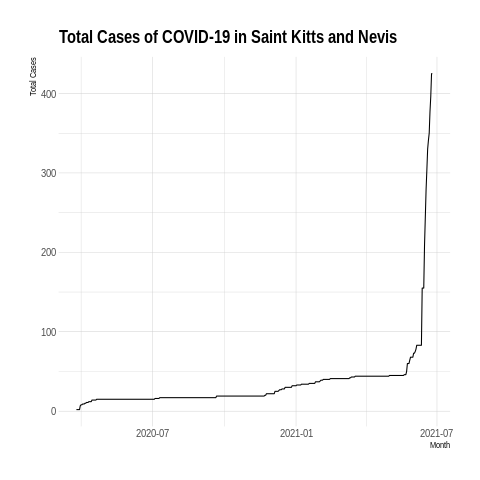 Total Cases of COVID-19 in Saint Kitts and Nevis
Total Cases
400
300
200
100
0
2020-07
2021-01
2021-07
Month